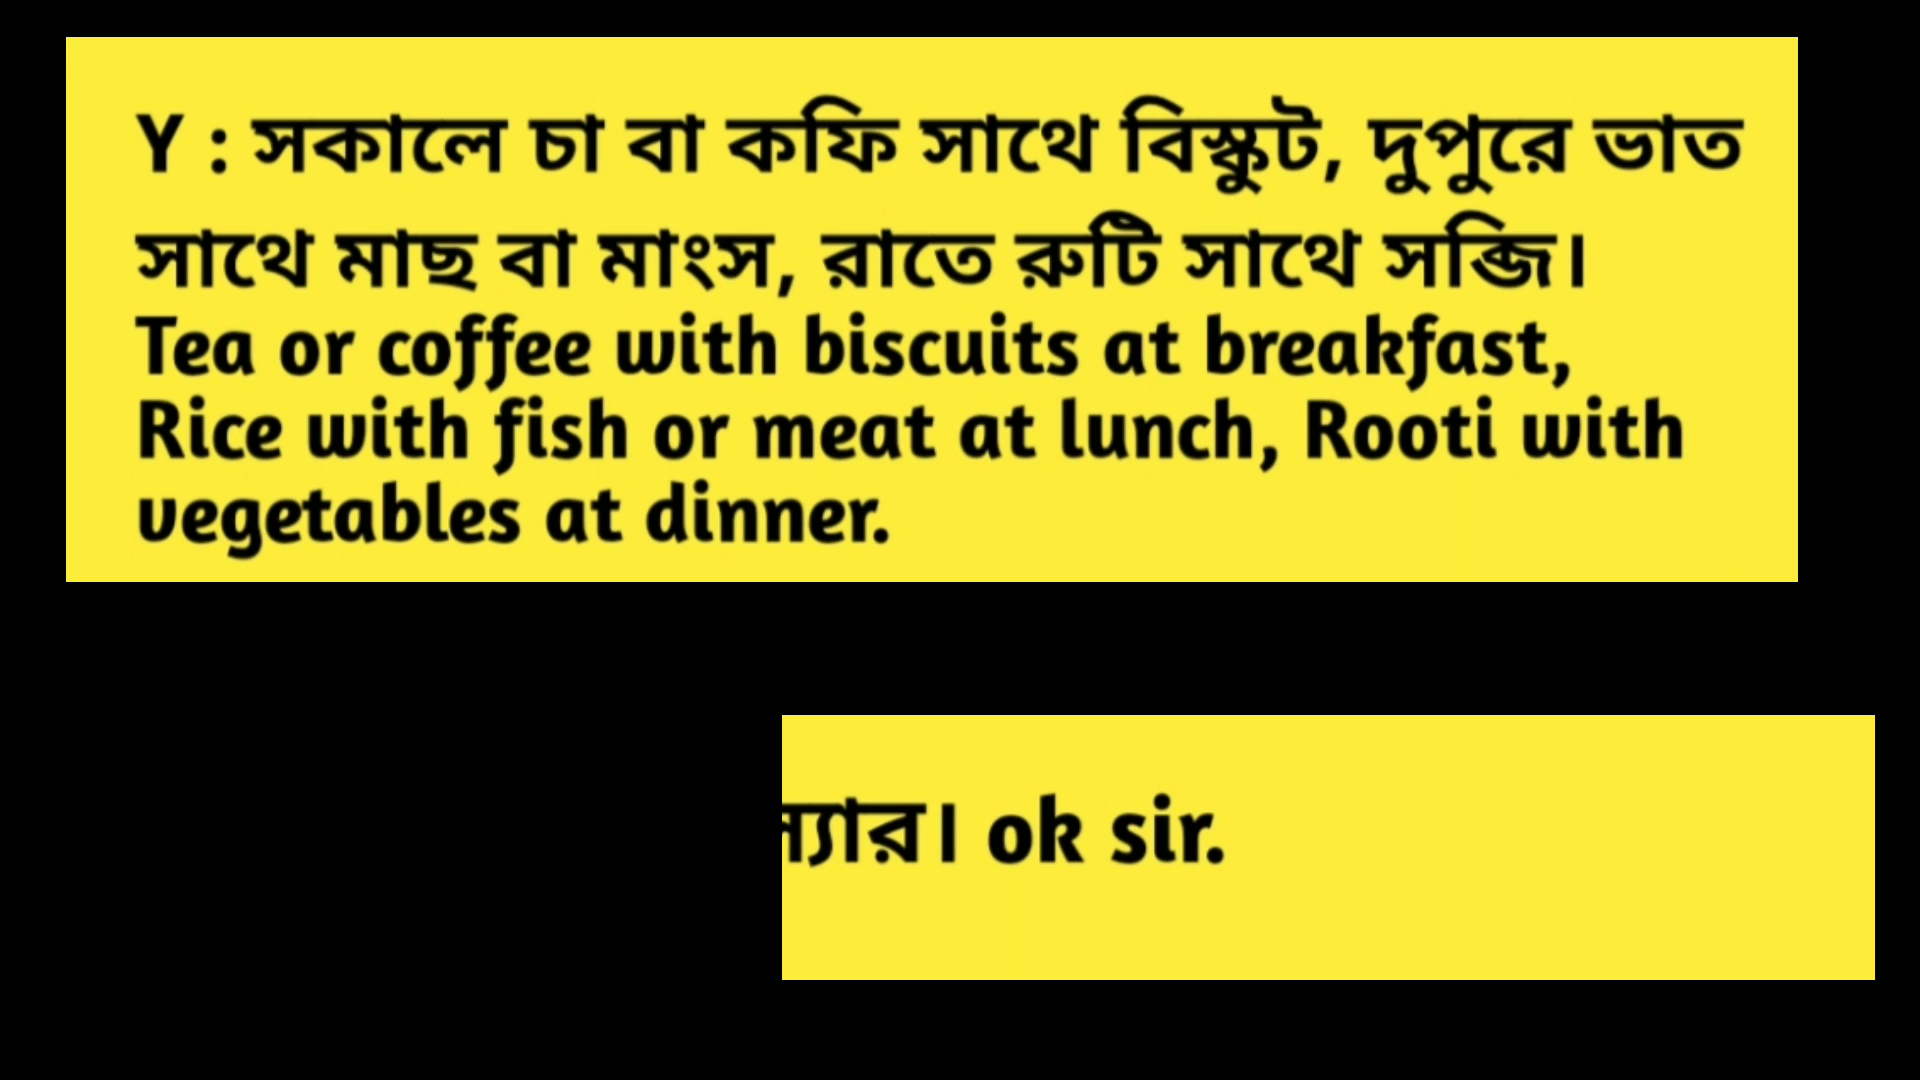 Y : সকালে চা বা কফি সাথে বিস্কুট, দুপুরে ভাত
সাথে মাছ বা মাংস, রাতে রুটি সাথে সব্জি।
Tea or coffee with biscuits at breakfast,
Rice with fish or meat at lunch, Rooti with
vegetables at dinner.
ok sir.